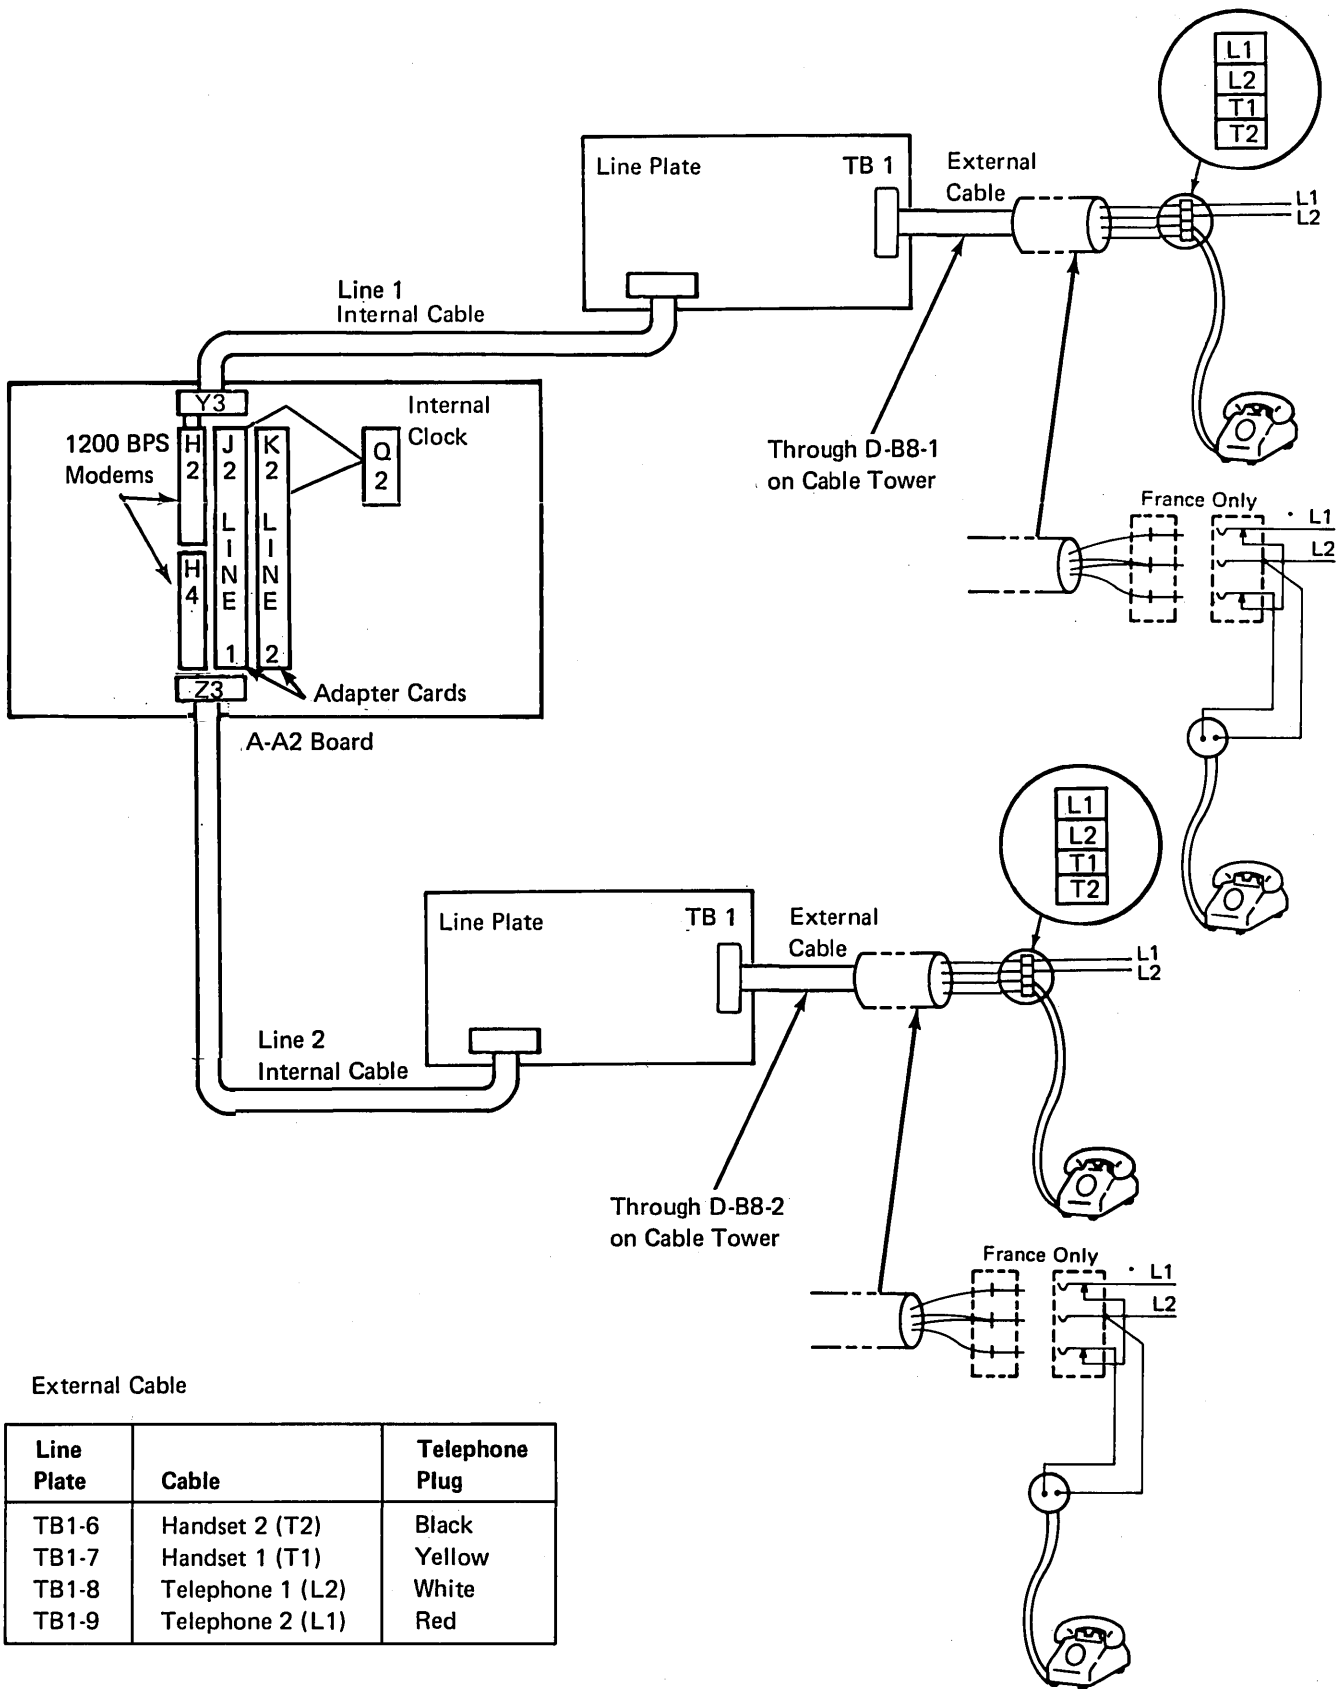 L1
L2
T1
T2
Line Plate
TB 1
External
Cable
L1
L2
Line 1
Internal Cable
Y3
Internal
Clock
1200 BPS
Modems
H
2
J
2
L
I
N
E
1
K
2
L
I
N
E
2
Q
2
H
4
Through D-B8-1
on Cable Tower
France Only
L1
L2
Z3
Adapter Cards
A-A2 Board
L1
L2
T1
T2
Line Plate
TB 1
External
Cable
L1
L2
Line 2
Internal Cable
Through D-B8-2
on Cable Tower
France Only
L1
L2
External Cable
Line
Plate
Cable
Telephone
Plug
TB1-6 Handset 2 (T2) Black
TB1-7 Handset 1 (T1) Yellow
TB1-8 Telephone 1 (L2) White
TB1-9 Telephone 2 (L1) Red